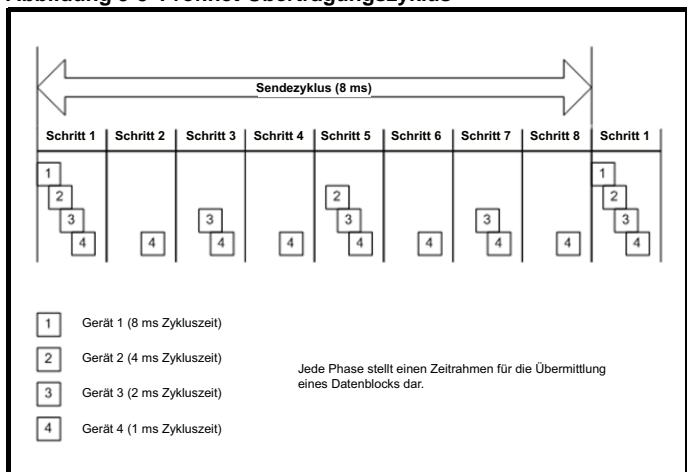 Sendezyklus (8 ms)
Schritt 1 Schritt 2 Schritt 3 Schritt 4 Schritt 5 Schritt 6 Schritt 7 Schritt 8 Schritt 1
1 1
2 2 2
3 3 3 3 3
4 4 4 4 4 4 4 4 4
1 Gerät 1 (8 ms Zykluszeit)
2 Gerät 2 (4 ms Zykluszeit)
Jede Phase stellt einen Zeitrahmen für die Übermittlung
eines Datenblocks dar.
3 Gerät 3 (2 ms Zykluszeit)
4 Gerät 4 (1 ms Zykluszeit)